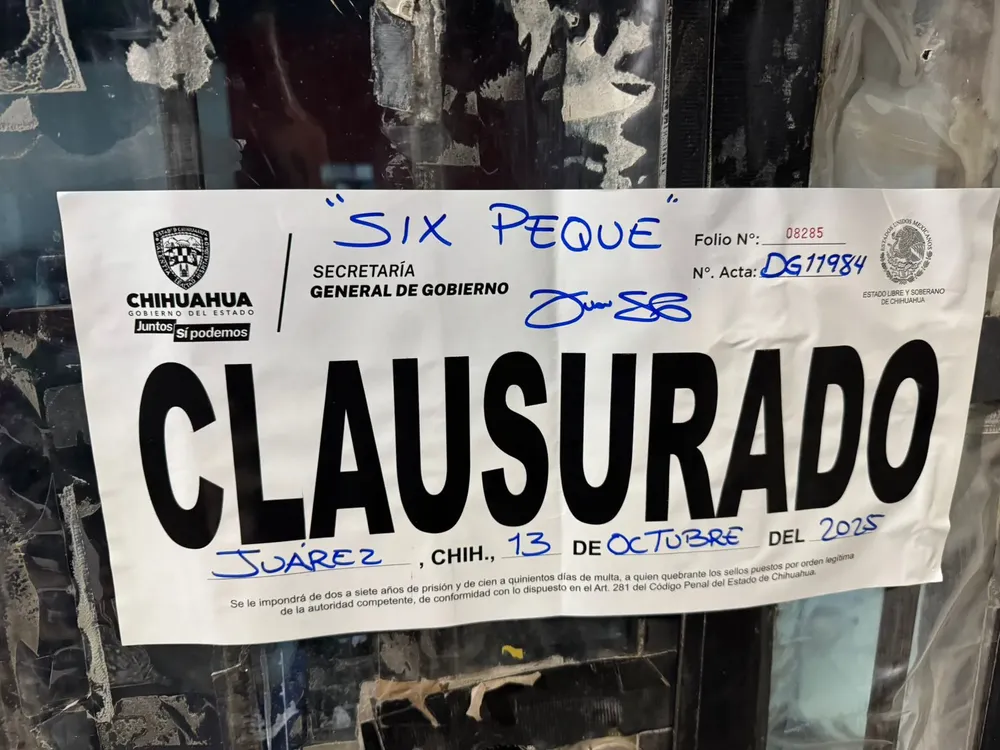 "SIX PEQUE"
CHIHUAHUA
GOBIERNO DEL ESTADO
Juntos Sí podemos
SECRETARÍA
GENERAL DE GOBIERNO
Folio N°: 08285
N°. Acta: DG11984
ESTADOS UNIDOS MEXICANOS
ESTADO LIBRE Y SOBERANO
DE CHIHUAHUA
CLAUSURADO
JUÁREZ, CHIH., 13 DE OCTUBRE DEL 2025
Se le impondrá de dos a siete años de prisión y de cien a quinientos días de multa, a quien quebrante los sellos puestos por orden legítima
de la autoridad competente, de conformidad con lo dispuesto en el Art. 281 del Código Penal del Estado de Chihuahua.